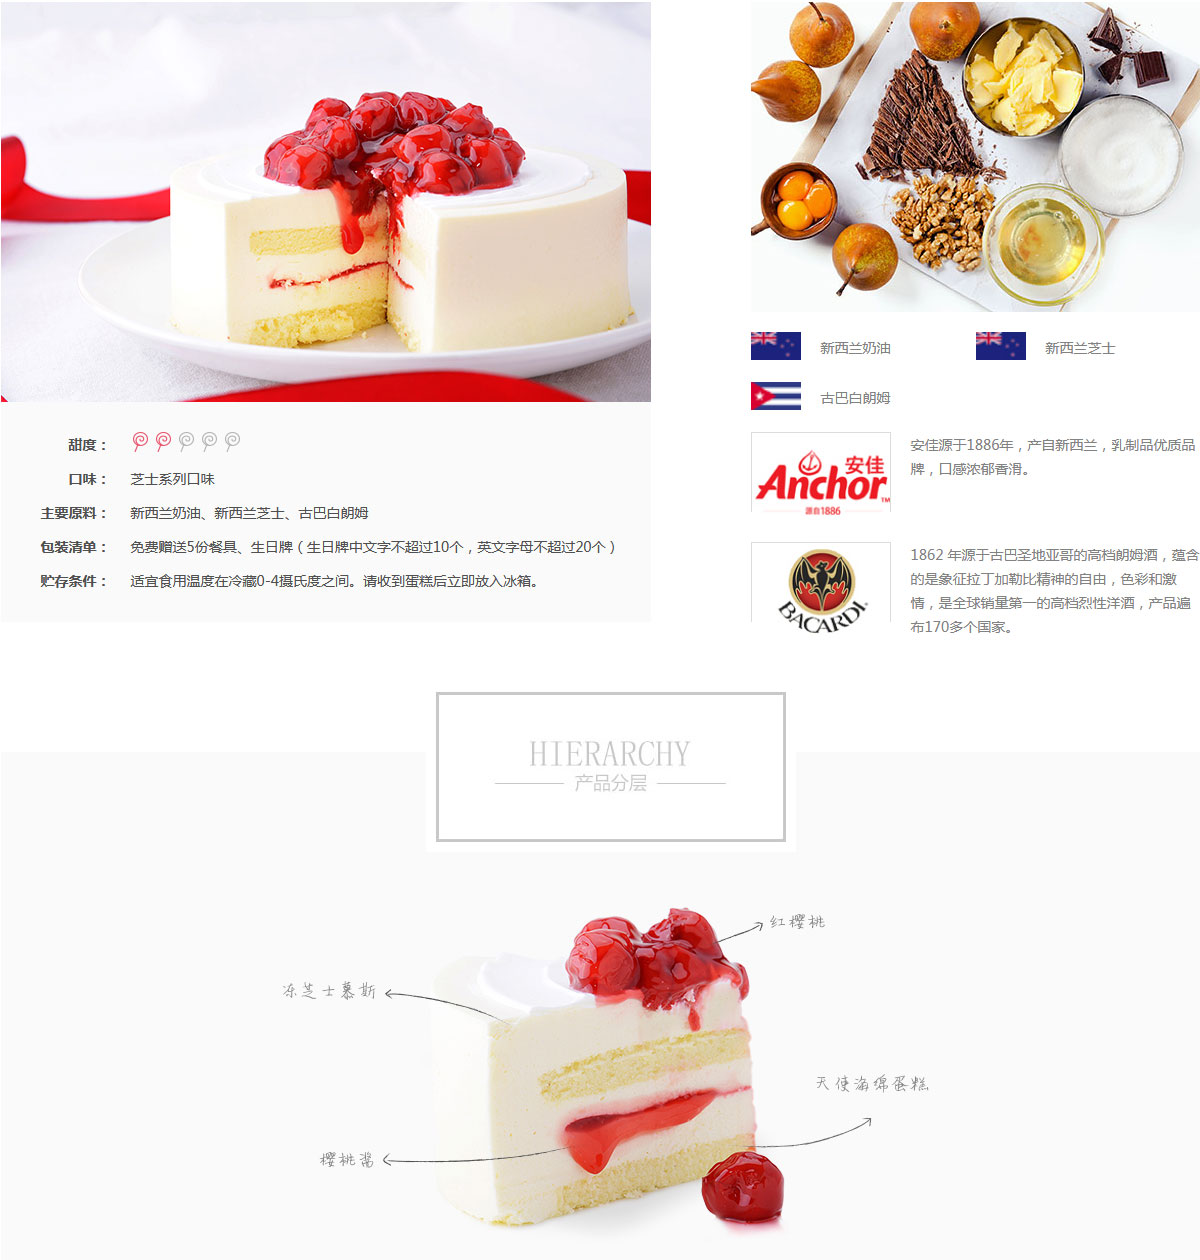 甜度：
口味： 芝士系列口味
主要原料： 新西兰奶油、新西兰芝士、古巴白朗姆
包装清单： 免费赠送5份餐具、生日牌（生日牌中文字不超过10个，英文字母不超过20个）
贮存条件： 适宜食用温度在冷藏0-4摄氏度之间。请收到蛋糕后立即放入冰箱。
新西兰奶油 新西兰芝士
古巴白朗姆
安佳
Anchor™
源自1886
安佳源于1886年，产自新西兰，乳制品优质品
牌，口感浓郁香滑。
BACARDI.
1862 年源于古巴圣地亚哥的高档朗姆酒，蕴含
的是象征拉丁加勒比精神的自由，色彩和激
情，是全球销量第一的高档烈性洋酒，产品遍
布170多个国家。
HIERARCHY
产品分层
红樱桃
冻芝士慕斯
天使海绵蛋糕
樱桃酱